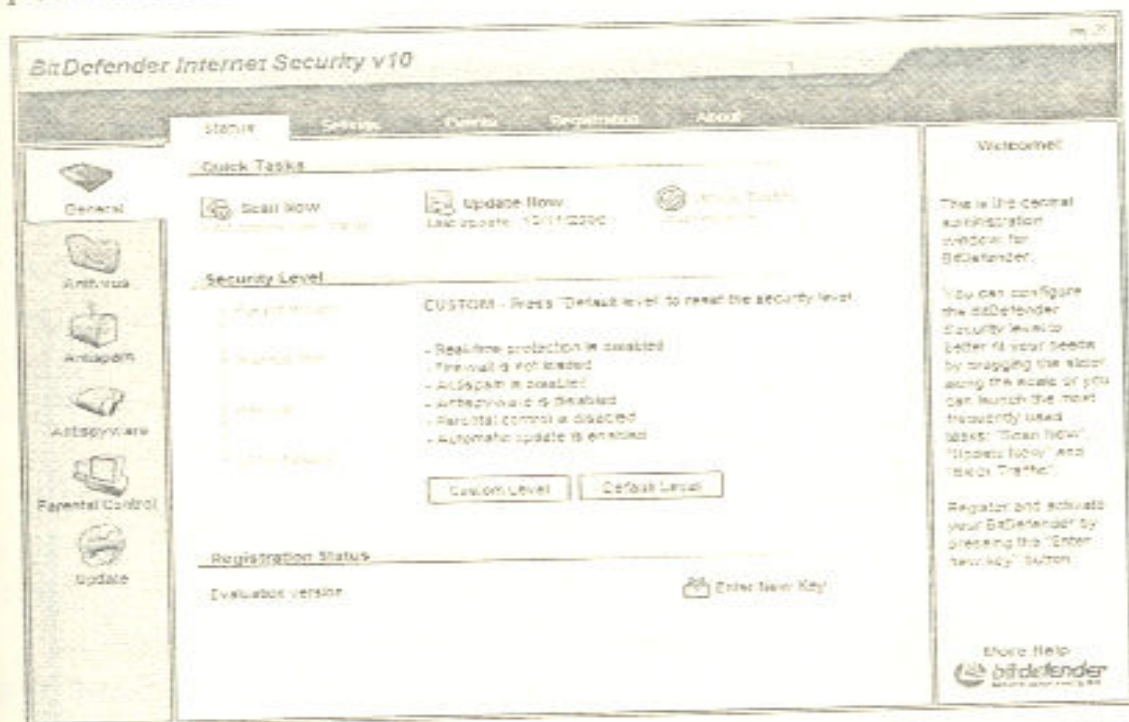 BitDefender Internet Security v10
Status Settings Events Registration About
General
Antivirus
Antispam
Antispyware
Parental Control
Update
Quick Tasks
Scan Now
Update Now
Last update:
Security Level
CUSTOM - Press "Default level" to reset the security level.
- Real-time protection is disabled
- Firewall is not loaded
- Antispam is disabled
- Antispyware is disabled
- Parental control is disabled
- Automatic update is enabled
Custom Level Default Level
Registration Status
Evaluation version
Enter New Key
Welcome!
This is the central
administration
window for
BitDefender.
You can configure
the BitDefender
Security level to
better fit your needs
by dragging the slider
along the scale or you
can launch the most
frequently used
tasks: "Scan Now"
"Update Now" and
"Block Traffic".
Register and activate
your BitDefender by
pressing the "Enter
new key" button.
More Help
bitdefender